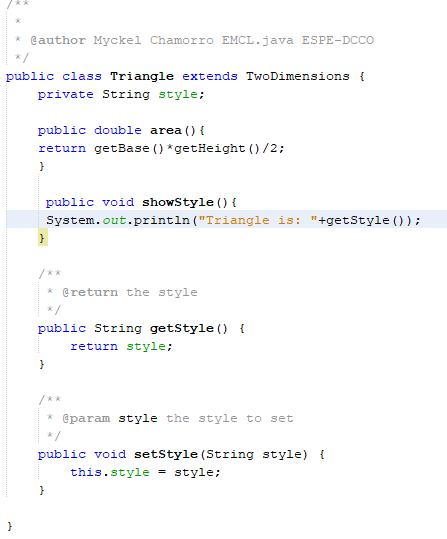 /**
 *
 * @author Myckel Chamorro EMCL.java ESPE-DCCO
 */
public class Triangle extends TwoDimensions {
    private String style;

    public double area(){
    return getBase()*getHeight()/2;
    }

     public void showStyle(){
     System.out.println("Triangle is: "+getStyle());
    }

    /**
     * @return the style
     */
    public String getStyle() {
        return style;
    }

    /**
     * @param style the style to set
     */
    public void setStyle(String style) {
        this.style = style;
    }

}